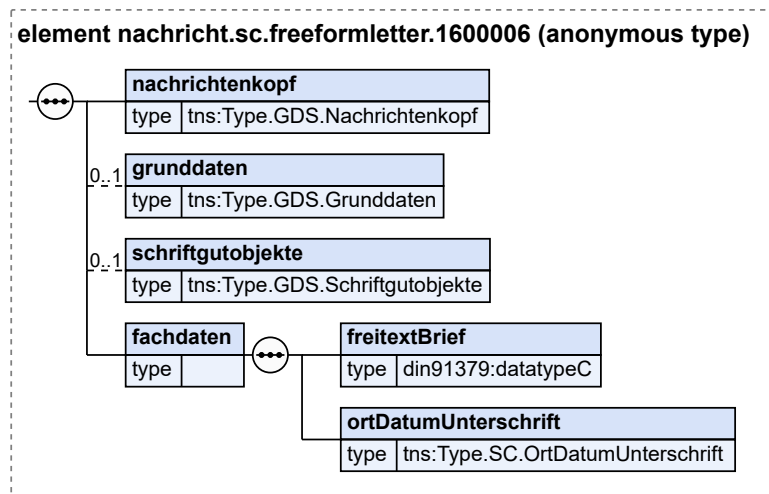 element nachricht.sc.freeformletter.1600006 (anonymous type)
nachrichtenkopf
type tns:Type.GDS.Nachrichtenkopf
0..1 grunddaten
type tns:Type.GDS.Grunddaten
0..1 schriftgutobjekte
type tns:Type.GDS.Schriftgutobjekte
fachdaten
type
freitextBrief
type din91379:datatypeC
ortDatumUnterschrift
type tns:Type.SC.OrtDatumUnterschrift